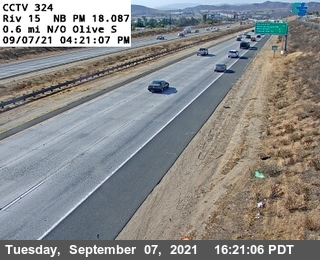 CCTV 324
Riv 15  NB PM 18.087
0.6 mi N/O Olive S
09/07/21 04:21:07 PM
Tuesday, September 07, 2021   16:21:06 PDT